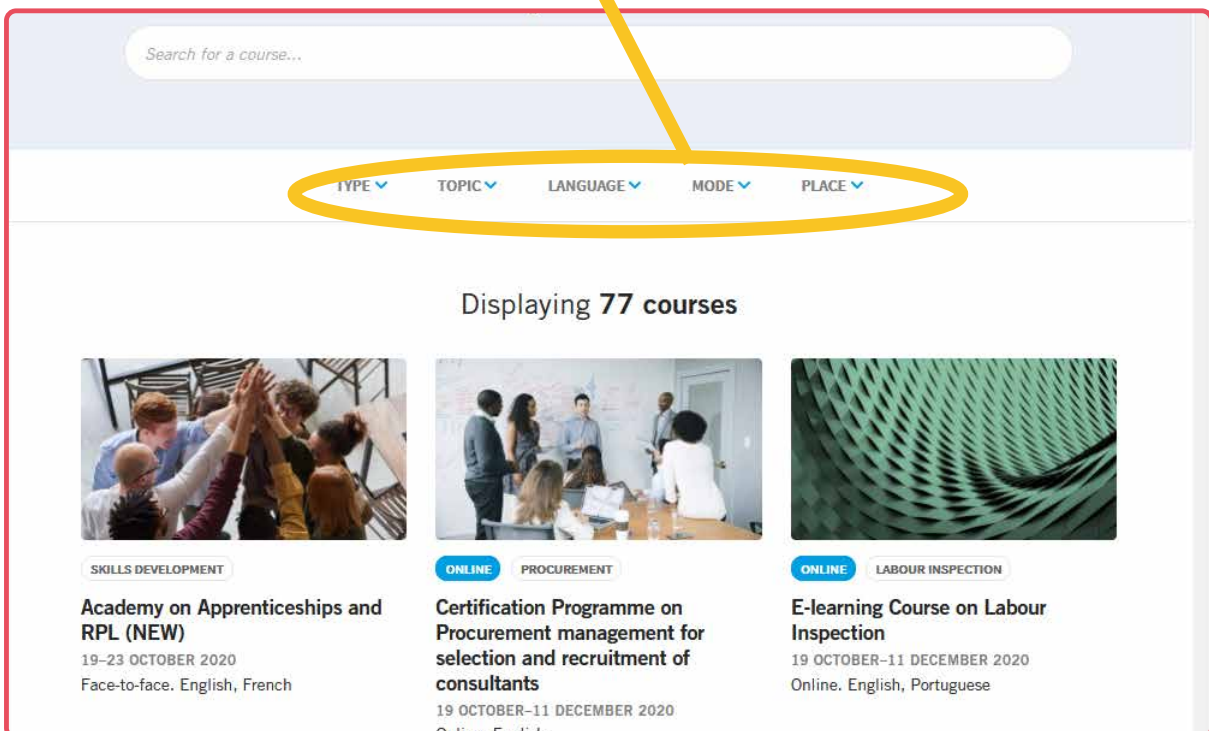 Search for a course...
TYPE TOPIC LANGUAGE MODE PLACE
Displaying 77 courses
SKILLS DEVELOPMENT
Academy on Apprenticeships and
RPL (NEW)
19–23 OCTOBER 2020
Face-to-face. English, French
ONLINE PROCUREMENT
Certification Programme on
Procurement management for
selection and recruitment of
consultants
19 OCTOBER–11 DECEMBER 2020
ONLINE LABOUR INSPECTION
E-learning Course on Labour
Inspection
19 OCTOBER–11 DECEMBER 2020
Online. English, Portuguese